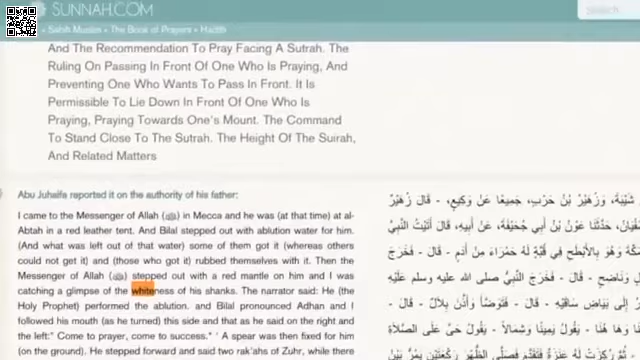 SUNNAH.COM
Search
» Sahih Muslim » The Book of Prayers » Hadith
And The Recommendation To Pray Facing A Sutrah. The
Ruling On Passing In Front Of One Who Is Praying, And
Preventing One Who Wants To Pass In Front. It Is
Permissible To Lie Down In Front Of One Who Is
Praying, Praying Towards One's Mount. The Command
To Stand Close To The Sutrah. The Height Of The Suirah,
And Related Matters
Abu Juhaifa reported it on the authority of his father:
I came to the Messenger of Allah (ﷺ) in Mecca and he was (at that time) at al-
Abtah in a red leather tent. And Bilal stepped out with ablution water for him.
(And what was left out of that water) some of them got it (whereas others
could not get it) and (those who got it) rubbed themselves with it. Then the
Messenger of Allah (ﷺ) stepped out with a red mantle on him and I was
catching a glimpse of the whiteness of his shanks. The narrator said: He (the
Holy Prophet) performed the ablution. and Bilal pronounced Adhan and I
followed his mouth (as he turned) this side and that as he said on the right and
the left:" Come to prayer, come to success." ' A spear was then fixed for him
(on the ground). He stepped forward and said two rak'ahs of Zuhr, while there
شَيْبَةَ، وَزُهَيْرُ بْنُ حَرْبٍ، جَمِيعًا عَنْ وَكِيعٍ، - قَالَ زُهَيْرٌ
سُفْيَانُ، حَدَّثَنَا عَوْنُ بْنُ أَبِي جُحَيْفَةَ، عَنْ أَبِيهِ، قَالَ أَتَيْتُ النَّبِيَّ
مَكَّةَ وَهُوَ بِالأَبْطَحِ فِي قُبَّةٍ لَهُ حَمْرَاءَ مِنْ أَدَمٍ - قَالَ - فَخَرَجَ
وَنَاضِحٍ - قَالَ - فَخَرَجَ النَّبِيُّ صلى الله عليه وسلم عَلَيْهِ
إِلَى بَيَاضِ سَاقَيْهِ - قَالَ - فَتَوَضَّأَ وَأَذَّنَ بِلاَلٌ - قَالَ -
وَهَا هُنَا - يَقُولُ يَمِينًا وَشِمَالاً - يَقُولُ حَىَّ عَلَى الصَّلاَةِ
ثُمَّ رُكِزَتْ لَهُ عَنَزَةٌ فَتَقَدَّمَ فَصَلَّى الظُّهْرَ رَكْعَتَيْنِ يَمُرُّ بَيْنَ